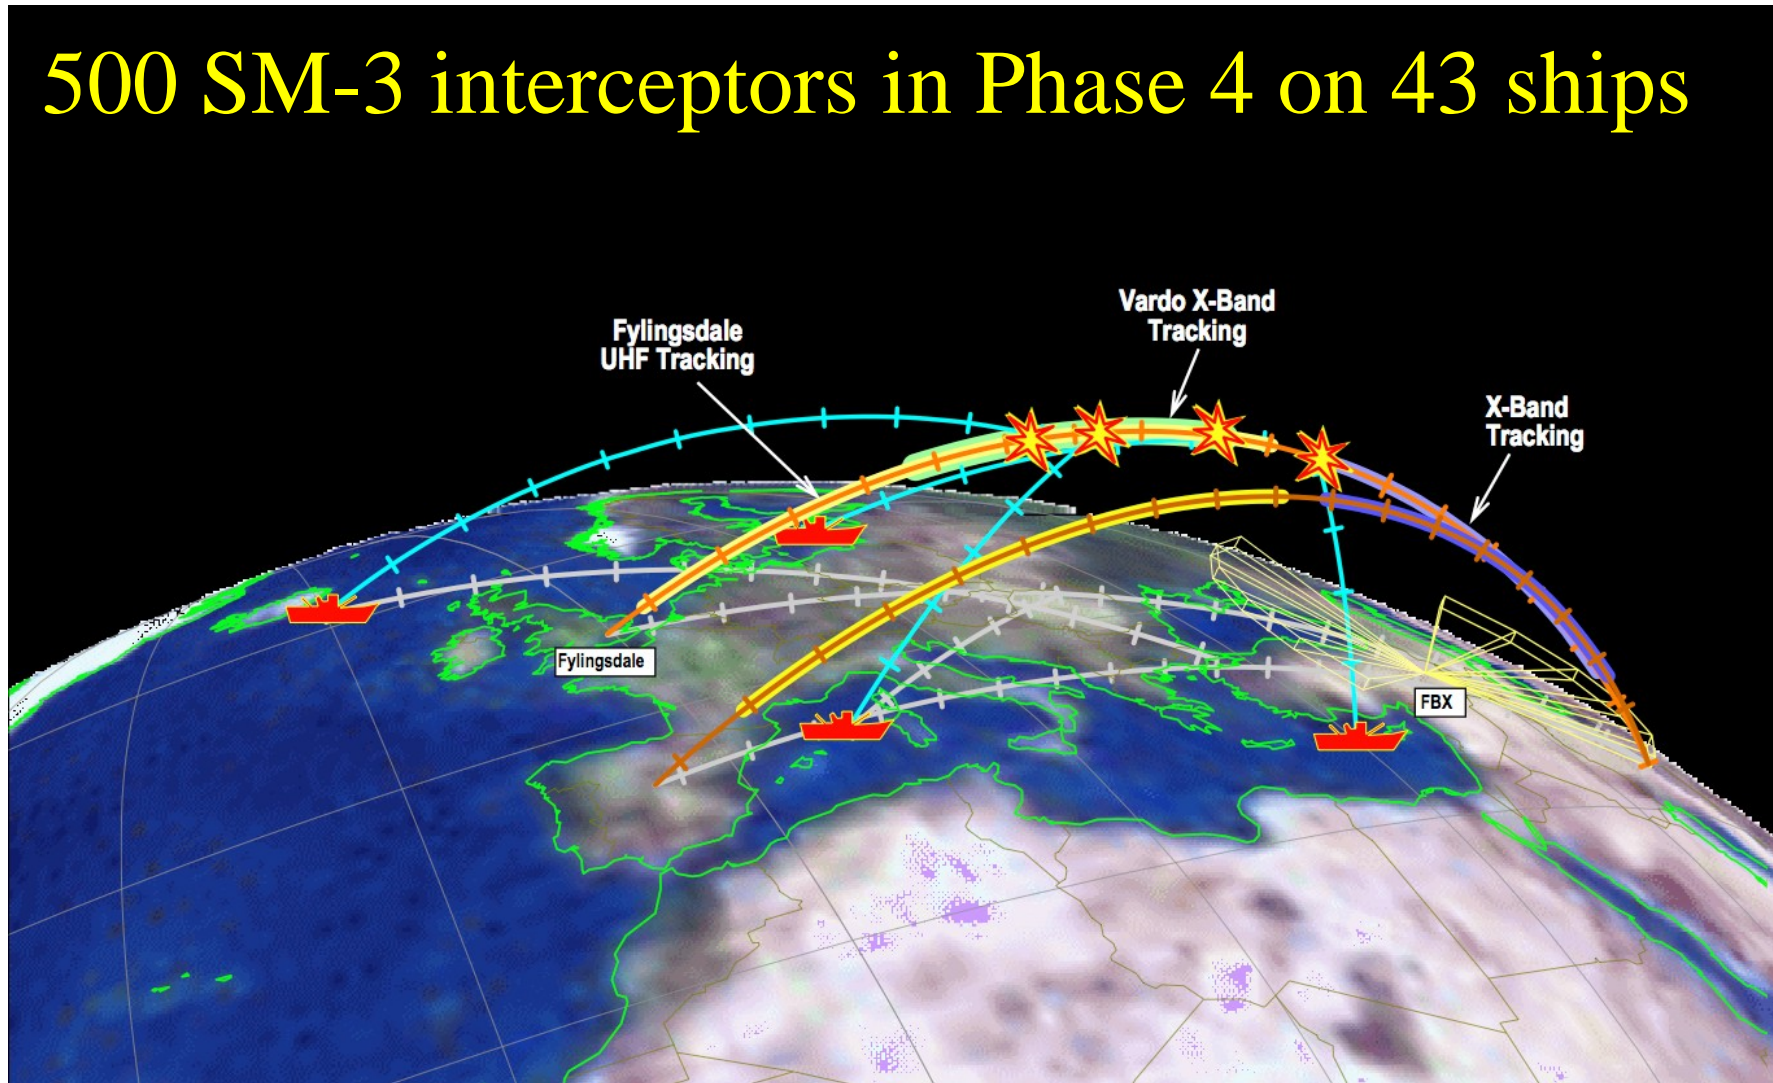 500 SM-3 interceptors in Phase 4 on 43 ships
Vardo X-Band
Tracking
Fylingsdale
UHF Tracking
X-Band
Tracking
Fylingsdale
FBX